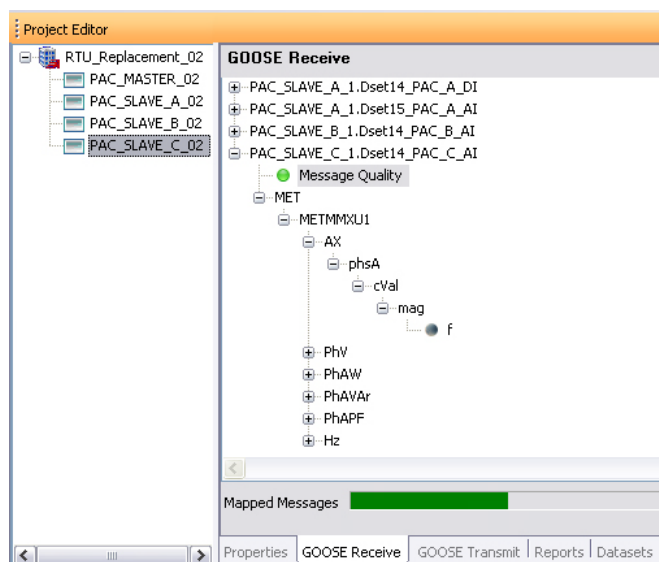 Project Editor
RTU_Replacement_02
PAC_MASTER_02
PAC_SLAVE_A_02
PAC_SLAVE_B_02
PAC_SLAVE_C_02
GOOSE Receive
PAC_SLAVE_A_1.Dset14_PAC_A_DI
PAC_SLAVE_A_1.Dset15_PAC_A_AI
PAC_SLAVE_B_1.Dset14_PAC_B_AI
PAC_SLAVE_C_1.Dset14_PAC_C_AI
Message Quality
MET
METMMXU1
AX
phsA
cVal
mag
f
PhV
PhAW
PhAVAr
PhAPF
Hz
Mapped Messages
Properties GOOSE Receive GOOSE Transmit Reports Datasets